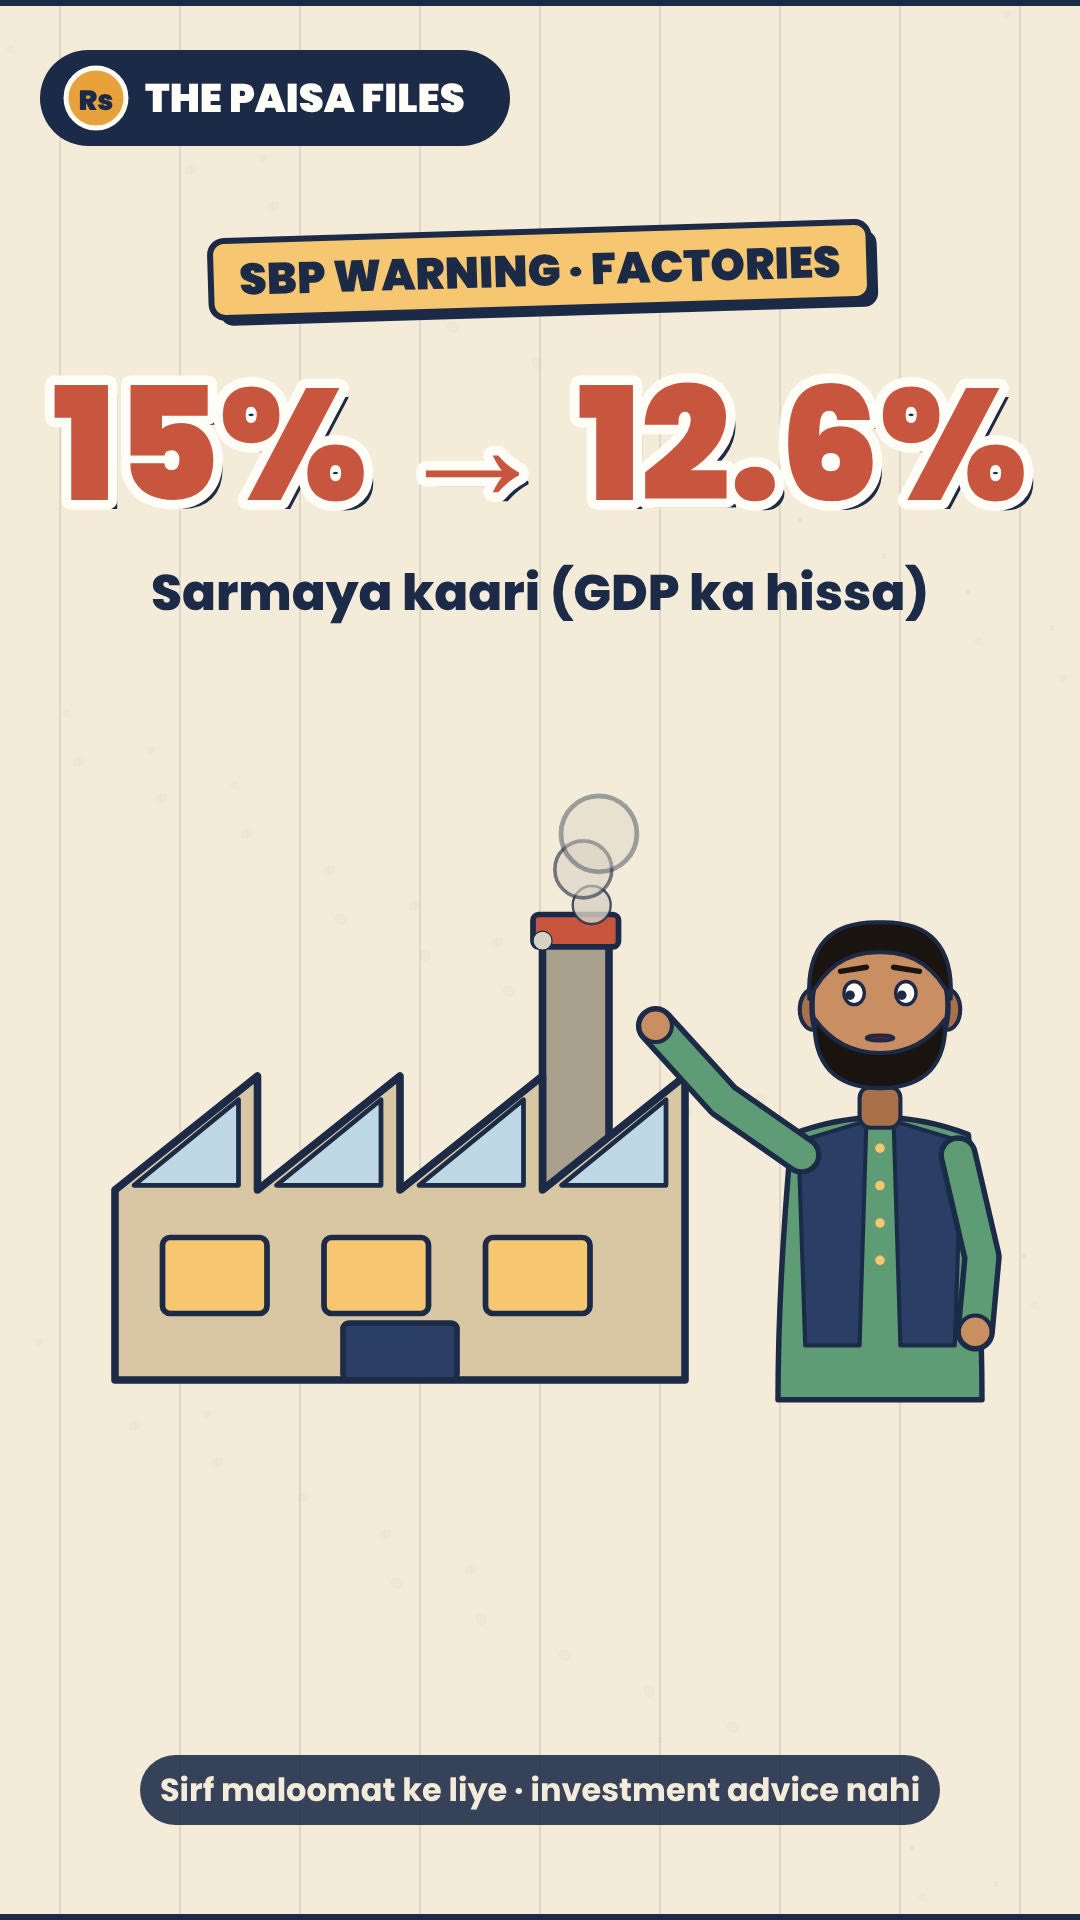 Rs THE PAISA FILES
SBP WARNING · FACTORIES
15% → 12.6%
Sarmaya kaari (GDP ka hissa)
Sirf maloomat ke liye · investment advice nahi